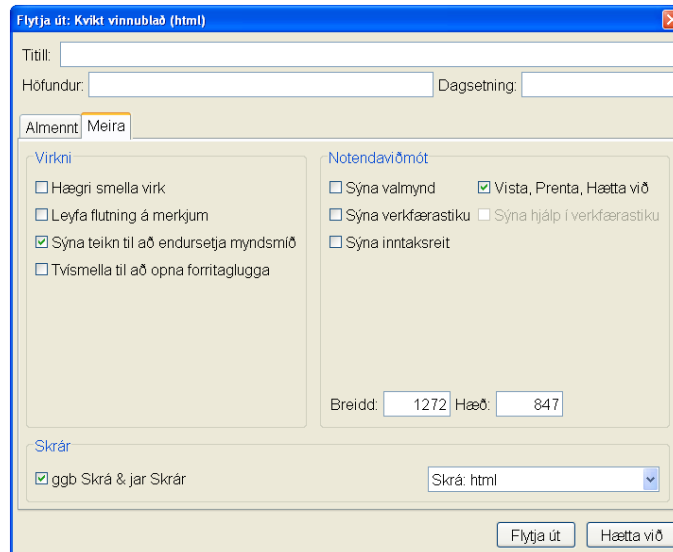 Flytja út: Kvikt vinnublað (html)
Titill:
Höfundur: Dagsetning:
Almennt Meira
Virkni
Hægri smella virk
Leyfa flutning á merkjum
Sýna teikn til að endursetja myndsmíð
Tvísmella til að opna forritaglugga
Notendaviðmót
Sýna valmynd Vista, Prenta, Hætta við
Sýna verkfærastiku Sýna hjálp í verkfærastiku
Sýna inntaksreit
Breidd: 1272 Hæð: 847
Skrár
ggb Skrá & jar Skrár Skrá: html
Flytja út Hætta við